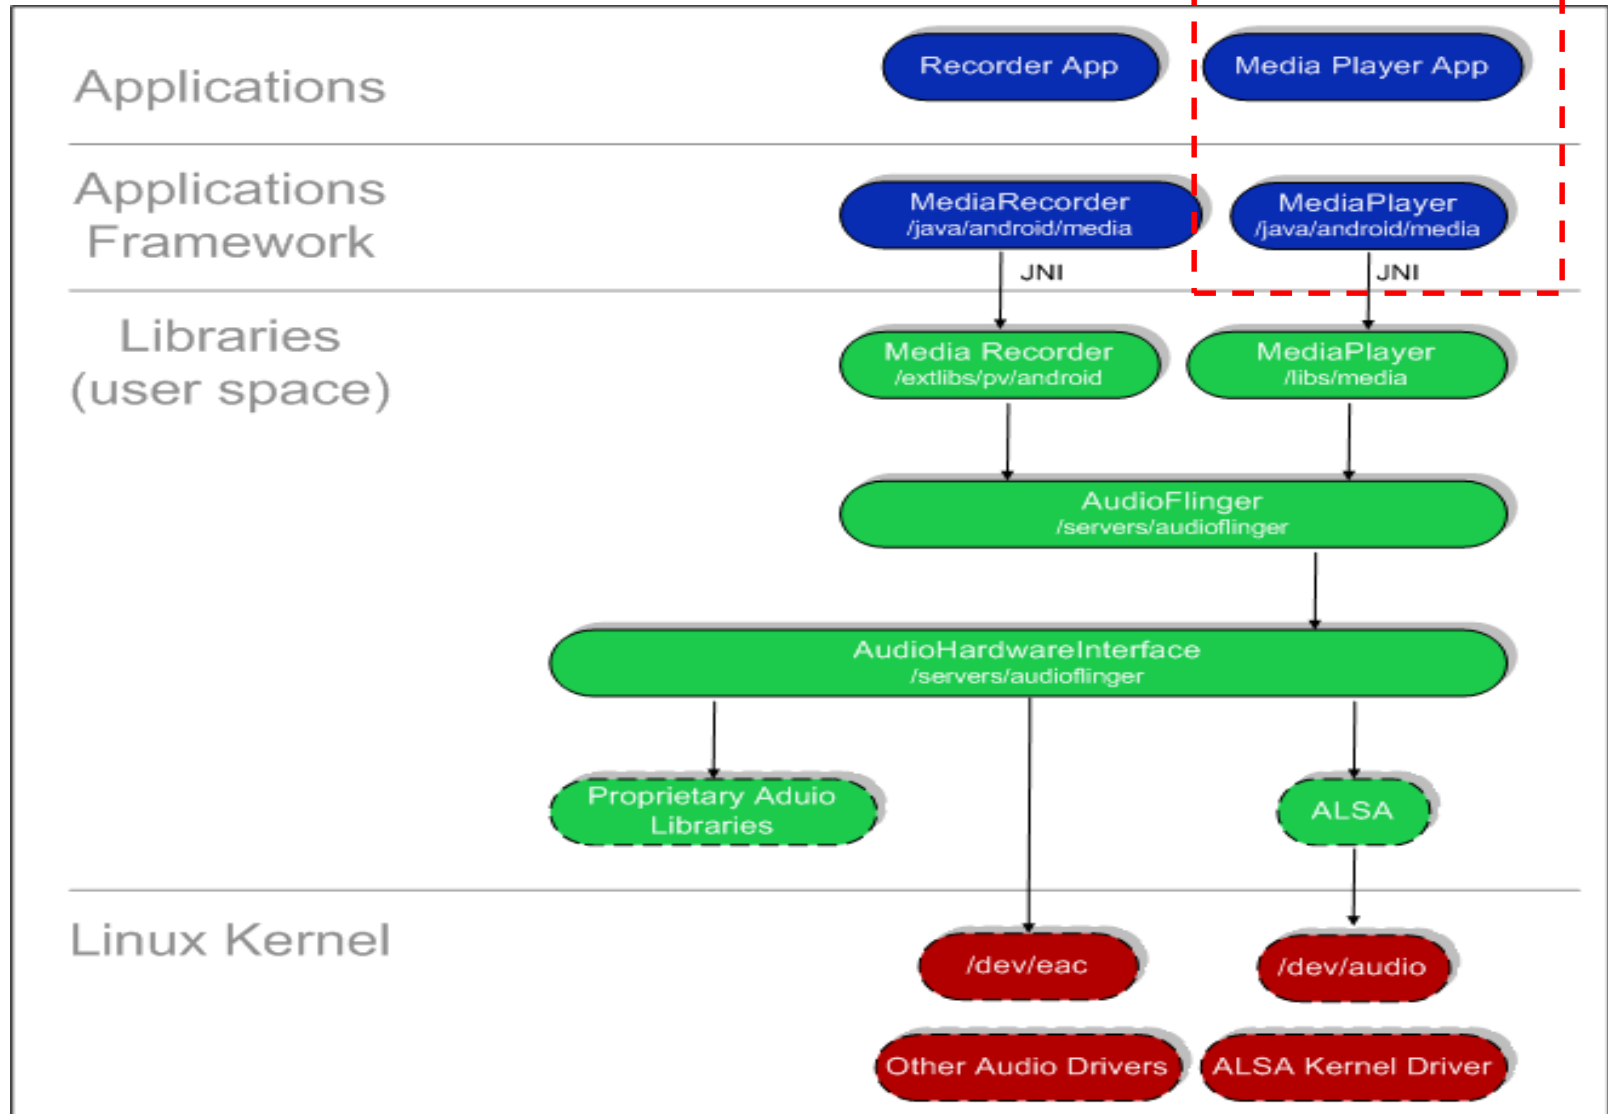 Applications
Recorder App
Media Player App
Applications
Framework
MediaRecorder
/java/android/media
MediaPlayer
/java/android/media
JNI
JNI
Libraries
(user space)
Media Recorder
/extlibs/pv/android
MediaPlayer
/libs/media
AudioFlinger
/servers/audioflinger
AudioHardwareInterface
/servers/audioflinger
Proprietary Aduio
Libraries
ALSA
Linux Kernel
/dev/eac
/dev/audio
Other Audio Drivers
ALSA Kernel Driver